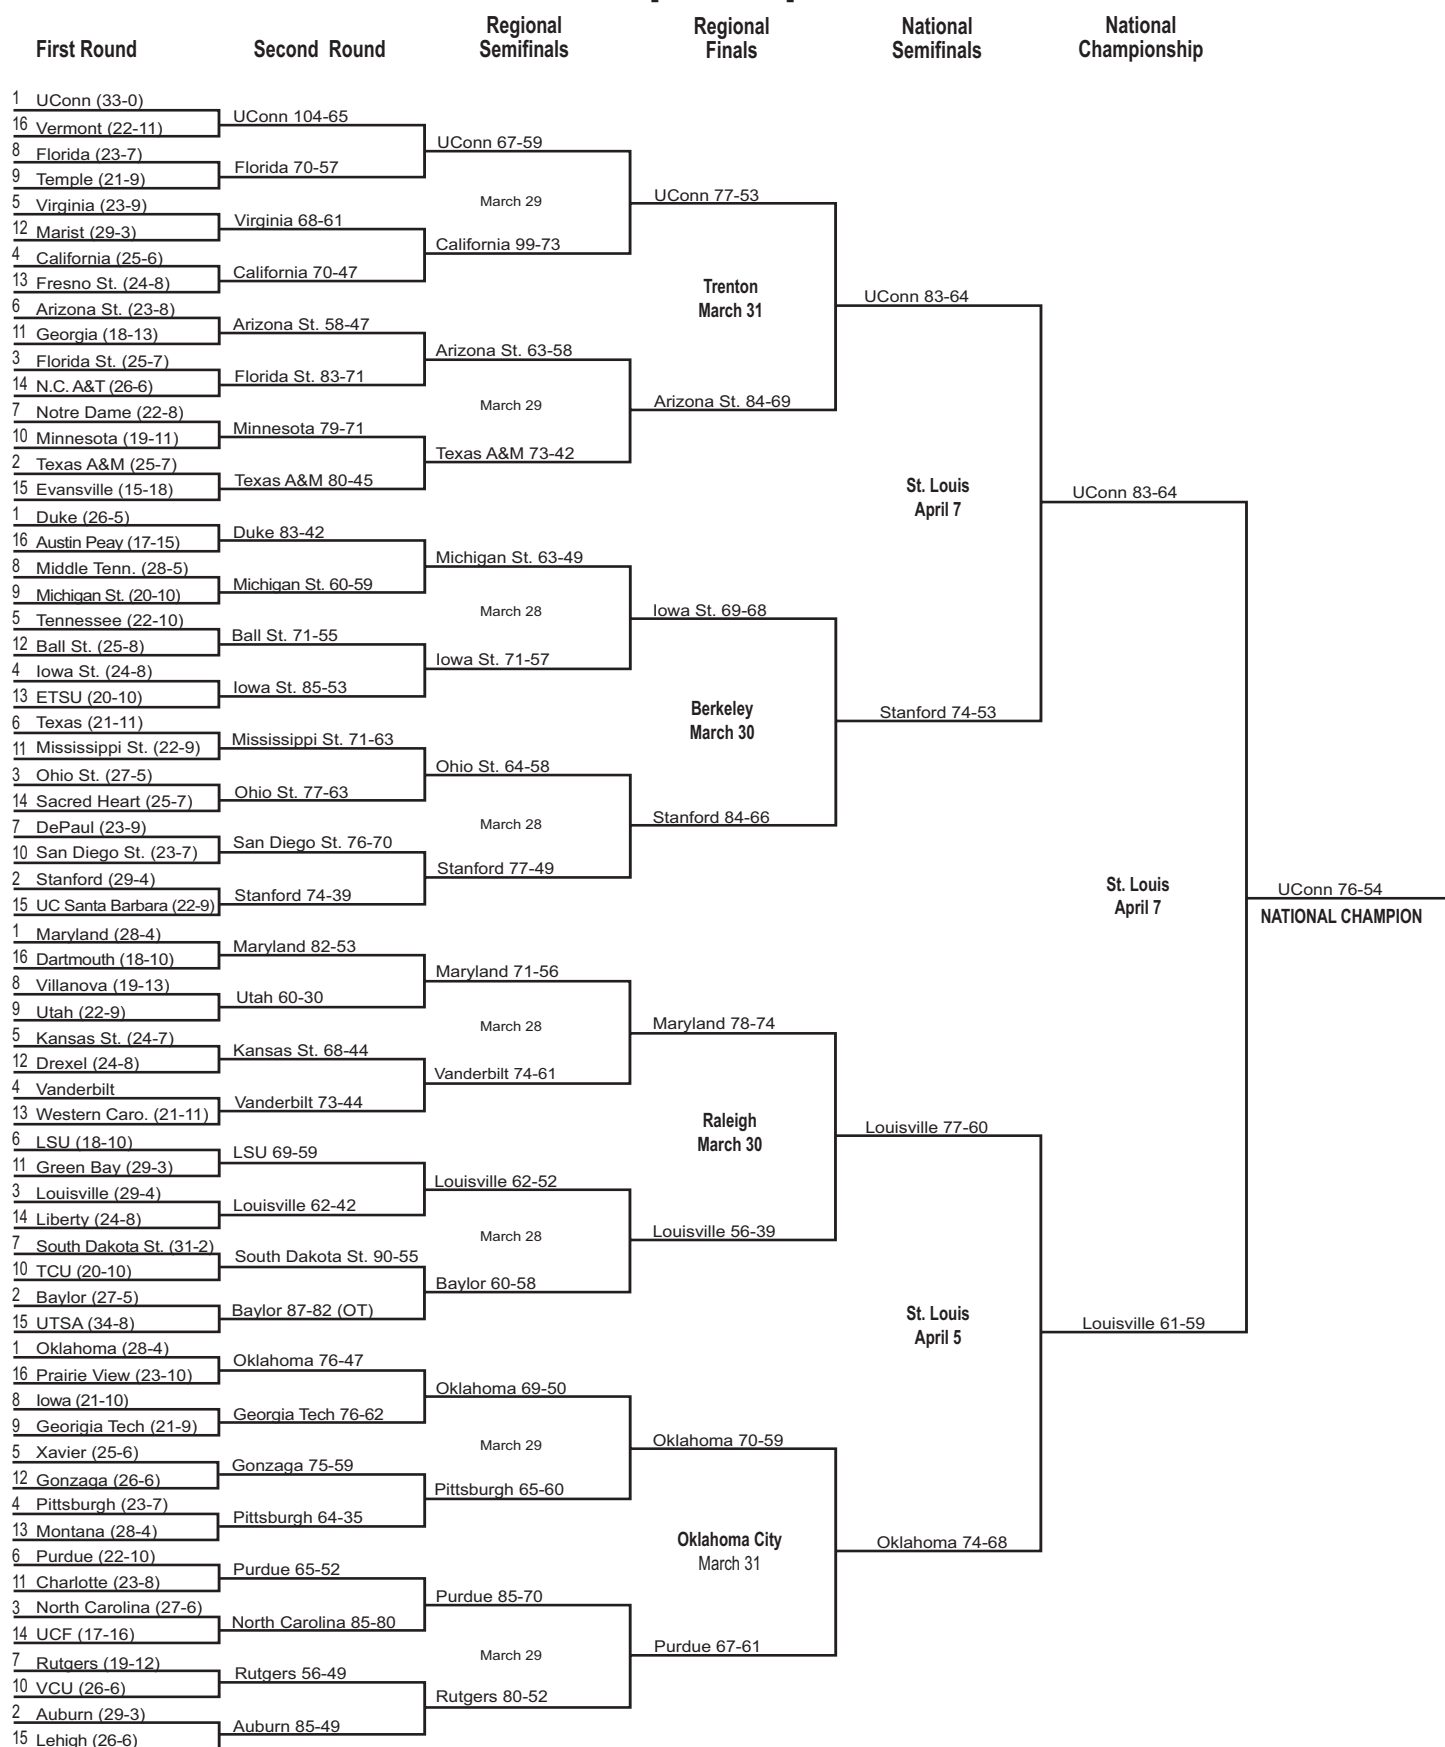 Regional
Semifinals
Regional
Finals
National
Semifinals
National
Championship
First Round
Second Round
1 UConn (33-0)
16 Vermont (22-11)
8 Florida (23-7)
9 Temple (21-9)
5 Virginia (23-9)
12 Marist (29-3)
4 California (25-6)
13 Fresno St. (24-8)
6 Arizona St. (23-8)
11 Georgia (18-13)
3 Florida St. (25-7)
14 N.C. A&T (26-6)
7 Notre Dame (22-8)
10 Minnesota (19-11)
2 Texas A&M (25-7)
15 Evansville (15-18)
1 Duke (26-5)
16 Austin Peay (17-15)
8 Middle Tenn. (28-5)
9 Michigan St. (20-10)
5 Tennessee (22-10)
12 Ball St. (25-8)
4 Iowa St. (24-8)
13 ETSU (20-10)
6 Texas (21-11)
11 Mississippi St. (22-9)
3 Ohio St. (27-5)
14 Sacred Heart (25-7)
7 DePaul (23-9)
10 San Diego St. (23-7)
2 Stanford (29-4)
15 UC Santa Barbara (22-9)
1 Maryland (28-4)
16 Dartmouth (18-10)
8 Villanova (19-13)
9 Utah (22-9)
5 Kansas St. (24-7)
12 Drexel (24-8)
4 Vanderbilt
13 Western Caro. (21-11)
6 LSU (18-10)
11 Green Bay (29-3)
3 Louisville (29-4)
14 Liberty (24-8)
7 South Dakota St. (31-2)
10 TCU (20-10)
2 Baylor (27-5)
15 UTSA (34-8)
1 Oklahoma (28-4)
16 Prairie View (23-10)
8 Iowa (21-10)
9 Georigia Tech (21-9)
5 Xavier (25-6)
12 Gonzaga (26-6)
4 Pittsburgh (23-7)
13 Montana (28-4)
6 Purdue (22-10)
11 Charlotte (23-8)
3 North Carolina (27-6)
14 UCF (17-16)
7 Rutgers (19-12)
10 VCU (26-6)
2 Auburn (29-3)
15 Lehigh (26-6)
UConn 104-65
Florida 70-57
Virginia 68-61
California 70-47
Arizona St. 58-47
Florida St. 83-71
Minnesota 79-71
Texas A&M 80-45
Duke 83-42
Michigan St. 60-59
Ball St. 71-55
Iowa St. 85-53
Mississippi St. 71-63
Ohio St. 77-63
San Diego St. 76-70
Stanford 74-39
Maryland 82-53
Utah 60-30
Kansas St. 68-44
Vanderbilt 73-44
LSU 69-59
Louisville 62-42
South Dakota St. 90-55
Baylor 87-82 (OT)
Oklahoma 76-47
Georgia Tech 76-62
Gonzaga 75-59
Pittsburgh 64-35
Purdue 65-52
North Carolina 85-80
Rutgers 56-49
Auburn 85-49
UConn 67-59
March 29
California 99-73
Arizona St. 63-58
March 29
Texas A&M 73-42
Michigan St. 63-49
March 28
Iowa St. 71-57
Ohio St. 64-58
March 28
Stanford 77-49
Maryland 71-56
March 28
Vanderbilt 74-61
Louisville 62-52
March 28
Baylor 60-58
Oklahoma 69-50
March 29
Pittsburgh 65-60
Purdue 85-70
March 29
Rutgers 80-52
UConn 77-53
Trenton
March 31
Arizona St. 84-69
Iowa St. 69-68
Berkeley
March 30
Stanford 84-66
Maryland 78-74
Raleigh
March 30
Louisville 56-39
Oklahoma 70-59
Oklahoma City
March 31
Purdue 67-61
UConn 83-64
St. Louis
April 7
Stanford 74-53
Louisville 77-60
St. Louis
April 5
Oklahoma 74-68
UConn 83-64
St. Louis
April 7
Louisville 61-59
UConn 76-54
NATIONAL CHAMPION